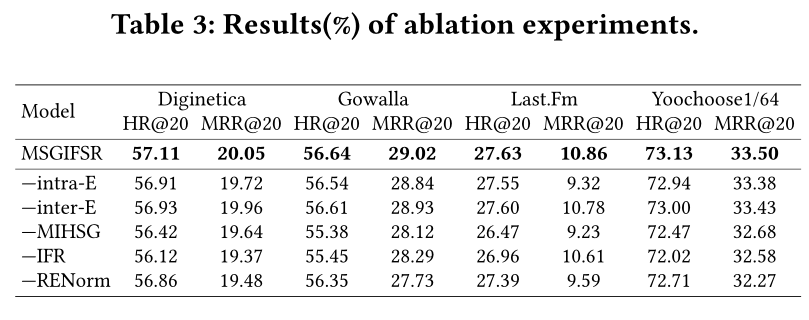 Table 3: Results(%) of ablation experiments.
Model Diginetica Gowalla Last.Fm Yoochoose1/64
HR@20 MRR@20 HR@20 MRR@20 HR@20 MRR@20 HR@20 MRR@20
MSGIFSR 57.11 20.05 56.64 29.02 27.63 10.86 73.13 33.50
−intra-E 56.91 19.72 56.54 28.84 27.55 9.32 72.94 33.38
−inter-E 56.93 19.96 56.61 28.93 27.60 10.78 73.00 33.43
−MIHSG 56.42 19.64 55.38 28.12 26.47 9.23 72.47 32.68
−IFR 56.12 19.37 55.45 28.29 26.96 10.61 72.02 32.58
−RENorm 56.86 19.48 56.35 27.73 27.39 9.59 72.71 32.27